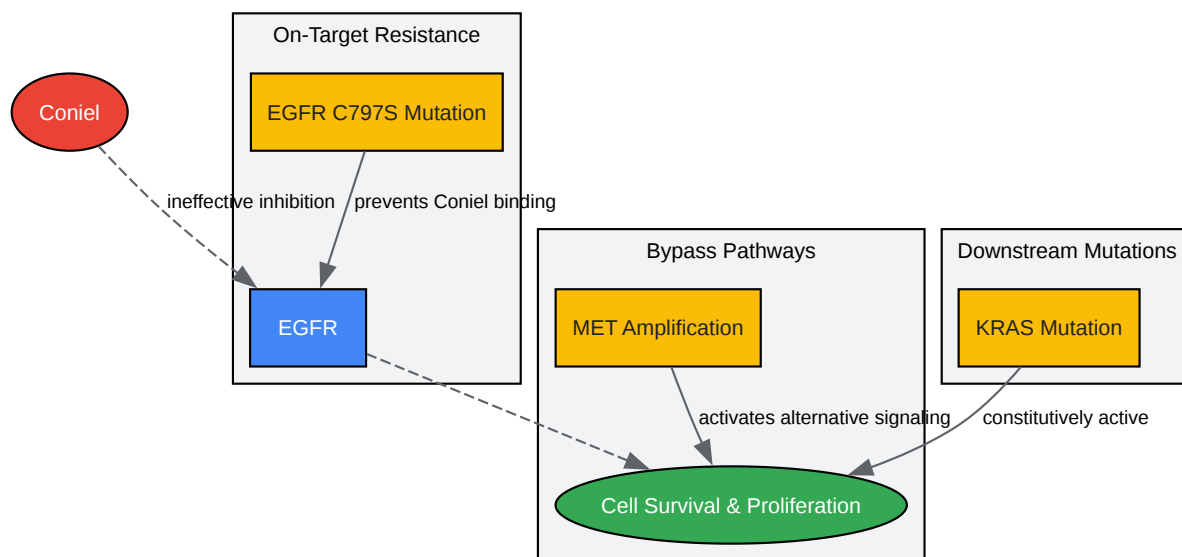 On-Target Resistance
Coniel
EGFR C797S Mutation
ineffective inhibition
prevents Coniel binding
Bypass Pathways
Downstream Mutations
EGFR
MET Amplification
KRAS Mutation
activates alternative signaling
constitutively active
Cell Survival & Proliferation